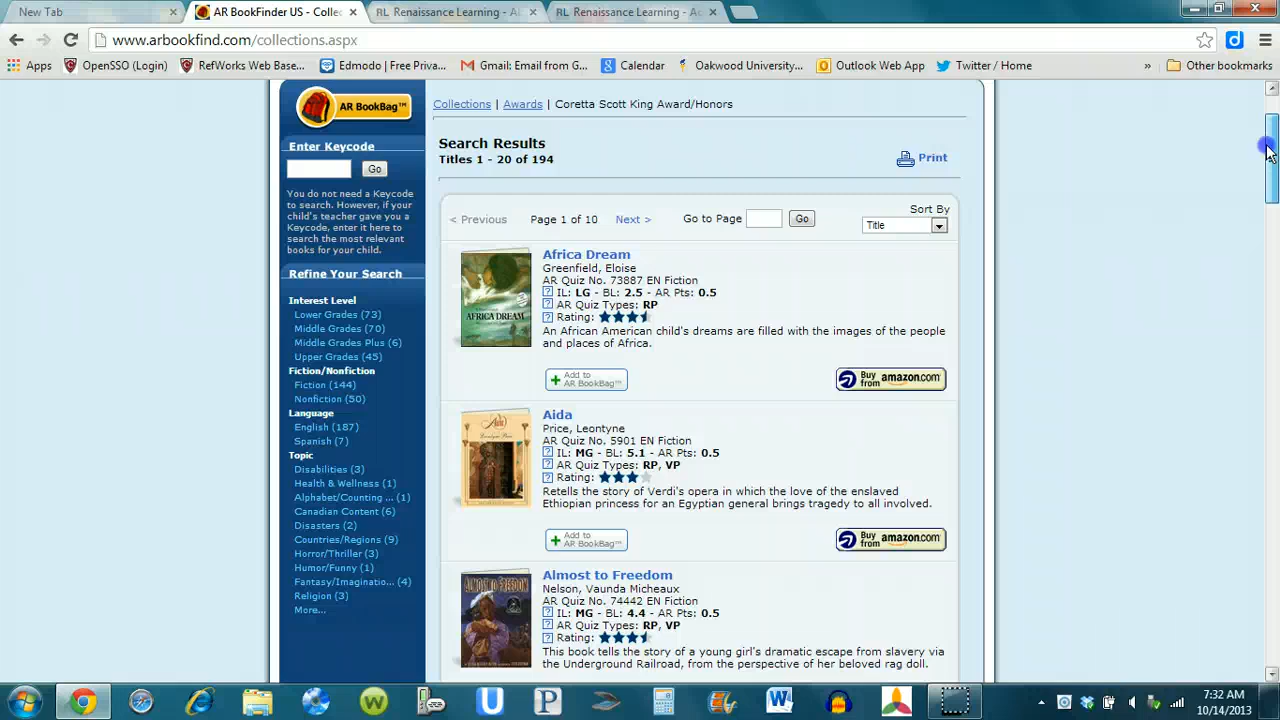 New Tab
AR BookFinder US - Collec
RL Renaissance Learning - Al
RL Renaissance Learning - Ac
www.arbookfind.com/collections.aspx
Apps
OpenSSO (Login)
RefWorks Web Base...
Edmodo | Free Priva...
Gmail: Email from G...
Calendar
Oakwood University...
Outlook Web App
Twitter / Home
»
Other bookmarks
AR BookBag™
Enter Keycode
Go
You do not need a Keycode
to search. However, if your
child's teacher gave you a
Keycode, enter it here to
search the most relevant
books for your child.
Refine Your Search
Interest Level
Lower Grades (73)
Middle Grades (70)
Middle Grades Plus (6)
Upper Grades (45)
Fiction/Nonfiction
Fiction (144)
Nonfiction (50)
Language
English (187)
Spanish (7)
Topic
Disabilities (3)
Health & Wellness (1)
Alphabet/Counting ... (1)
Canadian Content (6)
Disasters (2)
Countries/Regions (9)
Horror/Thriller (3)
Humor/Funny (1)
Fantasy/Imaginatio... (4)
Religion (3)
More...
Collections | Awards | Coretta Scott King Award/Honors
Search Results
Titles 1 - 20 of 194
Print
< Previous Page 1 of 10 Next > Go to Page Go
Sort By
Title
Africa Dream
Greenfield, Eloise
AR Quiz No. 73887 EN Fiction
? IL: LG - BL: 2.5 - AR Pts: 0.5
? AR Quiz Types: RP
? Rating:
An African American child's dreams are filled with the images of the people
and places of Africa.
AFRICA DREAM
+ Add to
AR BookBag™
Buy
from amazon.com
Aida
Price, Leontyne
AR Quiz No. 5901 EN Fiction
? IL: MG - BL: 5.1 - AR Pts: 0.5
? AR Quiz Types: RP, VP
? Rating:
Retells the story of Verdi's opera in which the love of the enslaved
Ethiopian princess for an Egyptian general brings tragedy to all involved.
Aida
+ Add to
AR BookBag™
Buy
from amazon.com
Almost to Freedom
Nelson, Vaunda Micheaux
AR Quiz No. 74442 EN Fiction
? IL: MG - BL: 4.4 - AR Pts: 0.5
? AR Quiz Types: RP, VP
? Rating:
This book tells the story of a young girl's dramatic escape from slavery via
the Underground Railroad, from the perspective of her beloved rag doll.
ALMOST TO FREEDOM
7:32 AM
10/14/2013